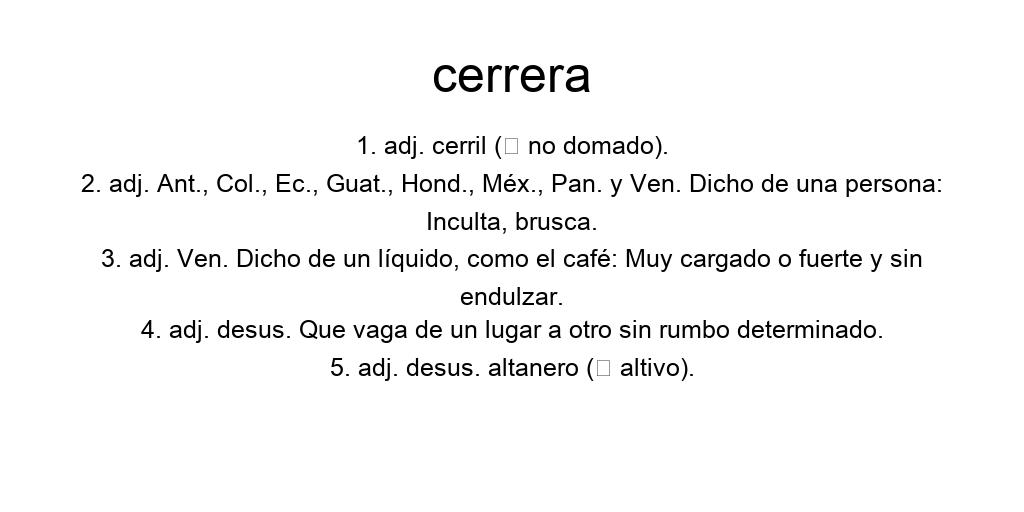 cerrera
1. adj. cerril (▯ no domado).
2. adj. Ant., Col., Ec., Guat., Hond., Méx., Pan. y Ven. Dicho de una persona:
Inculta, brusca.
3. adj. Ven. Dicho de un líquido, como el café: Muy cargado o fuerte y sin
endulzar.
4. adj. desus. Que vaga de un lugar a otro sin rumbo determinado.
5. adj. desus. altanero (▯ altivo).